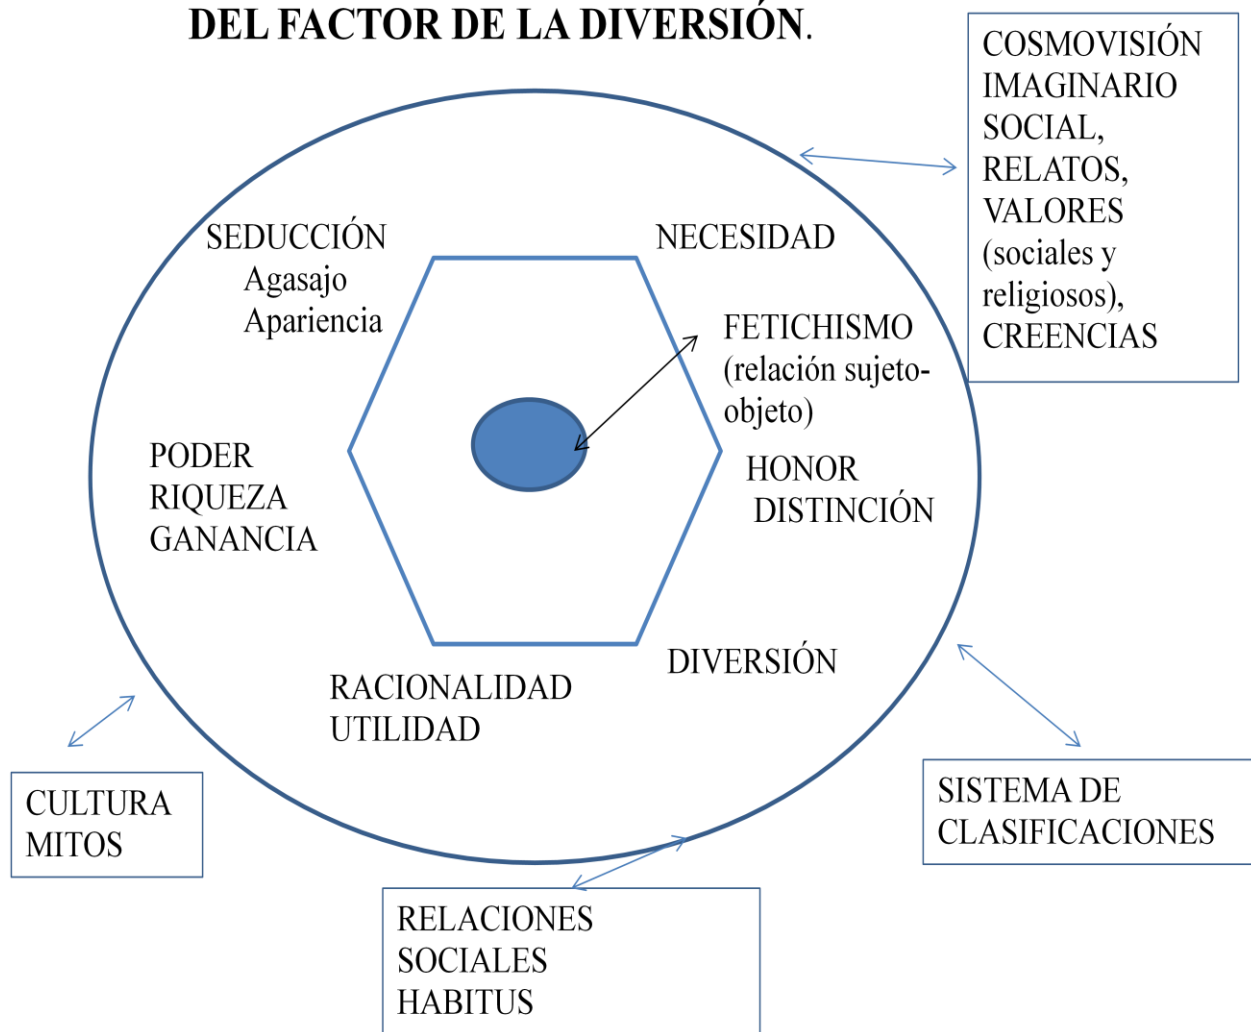 DEL FACTOR DE LA DIVERSIÓN.
COSMOVISIÓN
IMAGINARIO
SOCIAL,
RELATOS,
VALORES
(sociales y
religiosos),
CREENCIAS
SEDUCCIÓN
Agasajo
Apariencia
NECESIDAD
FETICHISMO
(relación sujeto-
objeto)
PODER
RIQUEZA
GANANCIA
HONOR
DISTINCIÓN
DIVERSIÓN
RACIONALIDAD
UTILIDAD
CULTURA
MITOS
SISTEMA DE
CLASIFICACIONES
RELACIONES
SOCIALES
HABITUS